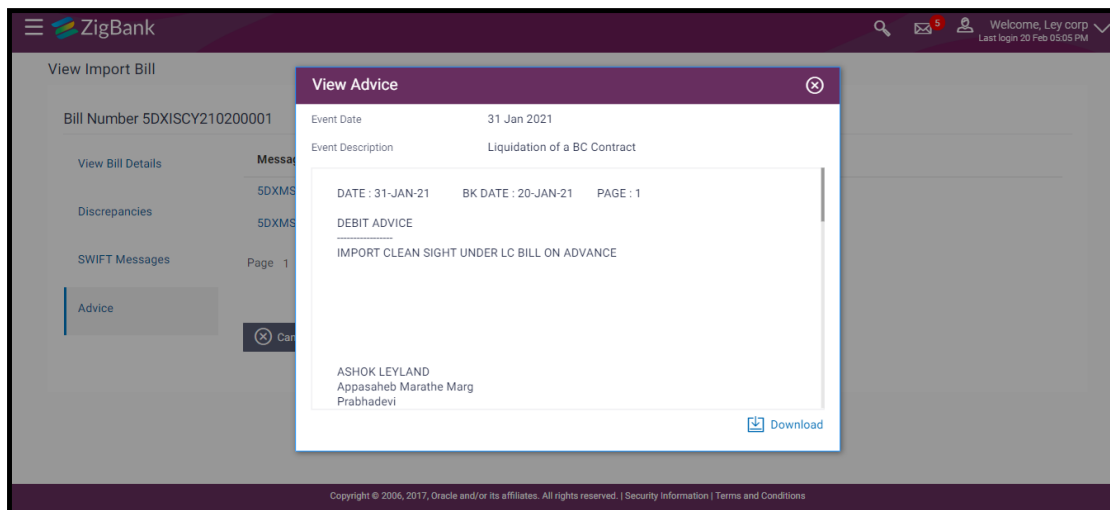 ZigBank
5
Welcome, Ley corp
Last login 20 Feb 05:05 PM
View Import Bill
Bill Number 5DXISCY210200001
View Bill Details
Discrepancies
SWIFT Messages
Advice
5DXMS
5DXMS
Page 1
View Advice
Event Date 31 Jan 2021
Event Description Liquidation of a BC Contract
DATE : 31-JAN-21 BK DATE : 20-JAN-21 PAGE : 1
DEBIT ADVICE
-----------------
IMPORT CLEAN SIGHT UNDER LC BILL ON ADVANCE
ASHOK LEYLAND
Appasaheb Marathe Marg
Prabhadevi
Download
Copyright © 2006, 2017, Oracle and/or its affiliates. All rights reserved. | Security Information | Terms and Conditions